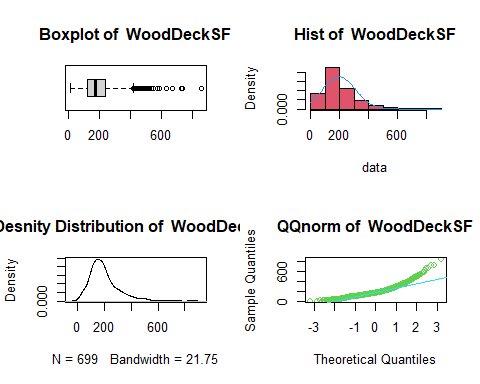 Boxplot of WoodDeckSF
0 200 600
Hist of WoodDeckSF
Density
0.000
0 200 600
data
Desnity Distribution of WoodDec
Density
0.000
0 200 600
N = 699 Bandwidth = 21.75
QQnorm of WoodDeckSF
Sample Quantiles
0 600
-3 -1 0 1 2 3
Theoretical Quantiles